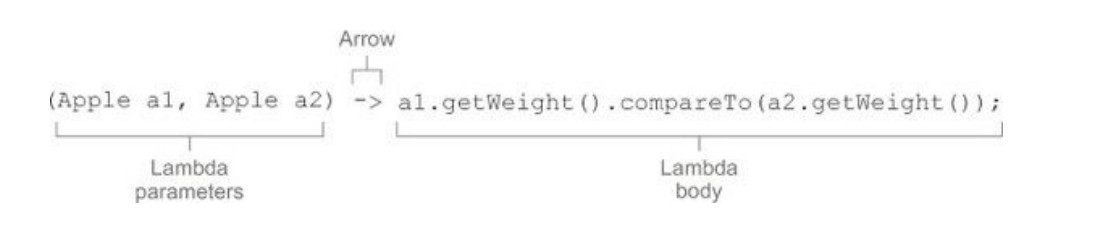 Arrow
(Apple a1, Apple a2) -> a1.getWeight().compareTo(a2.getWeight());
Lambda
parameters
Lambda
body